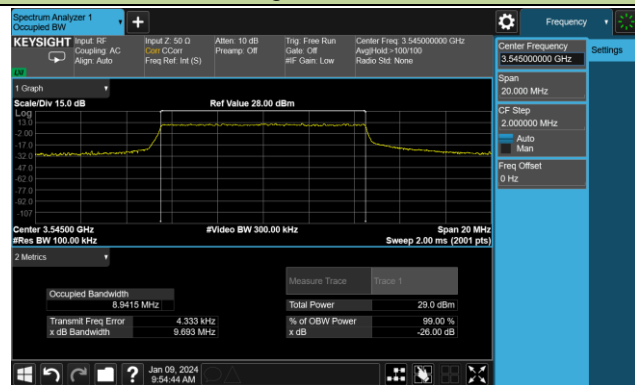 Spectrum Analyzer 1
Occupied Bandwidth
+
Frequency
KEYSIGHT
Input: RF
Coupling: AC
Align: Auto
Input Z: 50 Ω
Corr CCorr
Freq Ref: Int (S)
Atten: 10 dB
Preamp: Off
Trig: Free Run
Gate: Off
#IF Gain: Low
Center Freq: 3.545000000 GHz
Avg|Hold:>100/100
Radio Std: None
Center Frequency
3.545000000 GHz
Settings
Span
20.000 MHz
CF Step
2.000000 MHz
Auto
Man
Freq Offset
0 Hz
1 Graph
Scale/Div 15.0 dB
Ref Value 28.00 dBm
Log
13.0
-2.00
-17.0
-32.0
-47.0
-62.0
-77.0
-92.0
-107
Center 3.54500 GHz
#Video BW 300.00 kHz
Span 20 MHz
#Res BW 100.00 kHz
Sweep 2.00 ms (2001 pts)
2 Metrics
Measure Trace
Trace 1
Occupied Bandwidth
8.9415 MHz
Total Power
29.0 dBm
Transmit Freq Error
4.333 kHz
% of OBW Power
99.00 %
x dB Bandwidth
9.693 MHz
x dB
-26.00 dB
?
Jan 09, 2024
9:54:44 AM